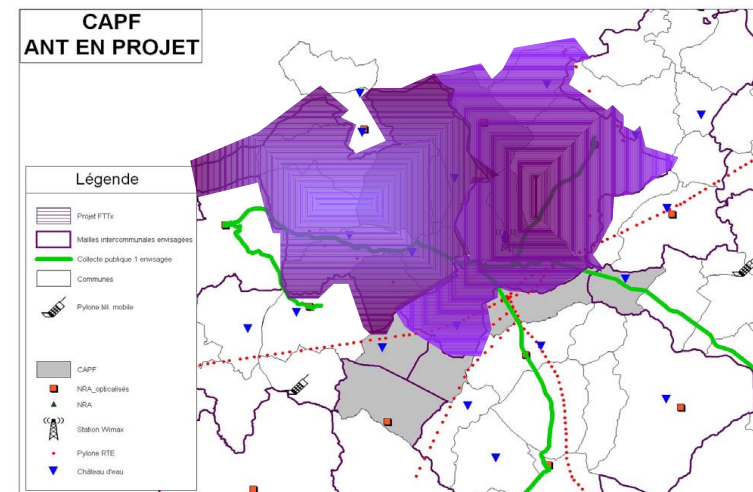 CAPF
ANT EN PROJET
Légende
Projet FTTx
Mailles intercommunales envisagées
Collecte publique 1 envisagée
Communes
Pylone tél. mobile
CAPF
NRA_opticalisés
NRA
Station Wimax
Pylone RTE
Château d'eau